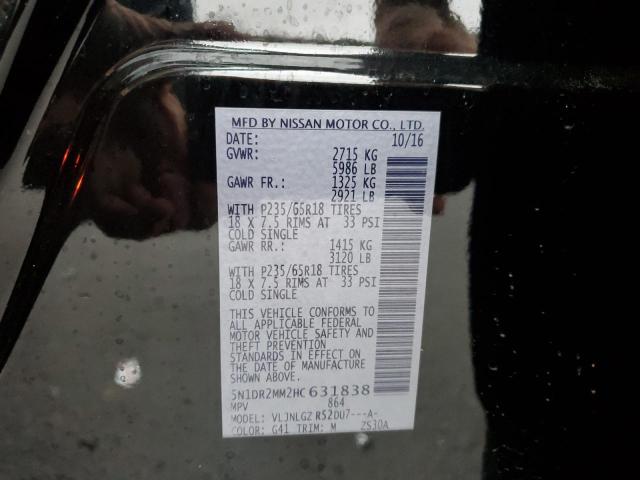 MFD BY NISSAN MOTOR CO., LTD.
DATE: 10/16
GVWR: 2715 KG
5986 LB
GAWR FR.: 1325 KG
2921 LB
WITH P235/65R18 TIRES
18 X 7.5 RIMS AT 33 PSI
COLD SINGLE
GAWR RR.: 1415 KG
3120 LB
WITH P235/65R18 TIRES
18 X 7.5 RIMS AT 33 PSI
COLD SINGLE
THIS VEHICLE CONFORMS TO
ALL APPLICABLE FEDERAL
MOTOR VEHICLE SAFETY AND
THEFT PREVENTION
STANDARDS IN EFFECT ON
THE DATE OF MANUFACTURE
SHOWN ABOVE.
5N1DR2MM2HC631838
MPV 864
MODEL: VLJNLGZ R52DU7---A-
COLOR: G41 TRIM: M ZS30A